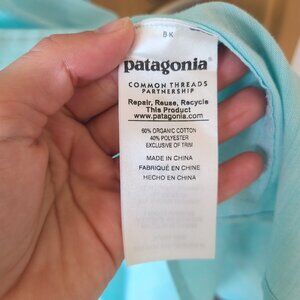 BK
patagonia®
COMMON THREADS
PARTNERSHIP
Repair, Reuse, Recycle
This Product
www.patagonia.com
60% ORGANIC COTTON
40% POLYESTER
EXCLUSIVE OF TRIM
MADE IN CHINA
FABRIQUÉ EN CHINE
HECHO EN CHINA